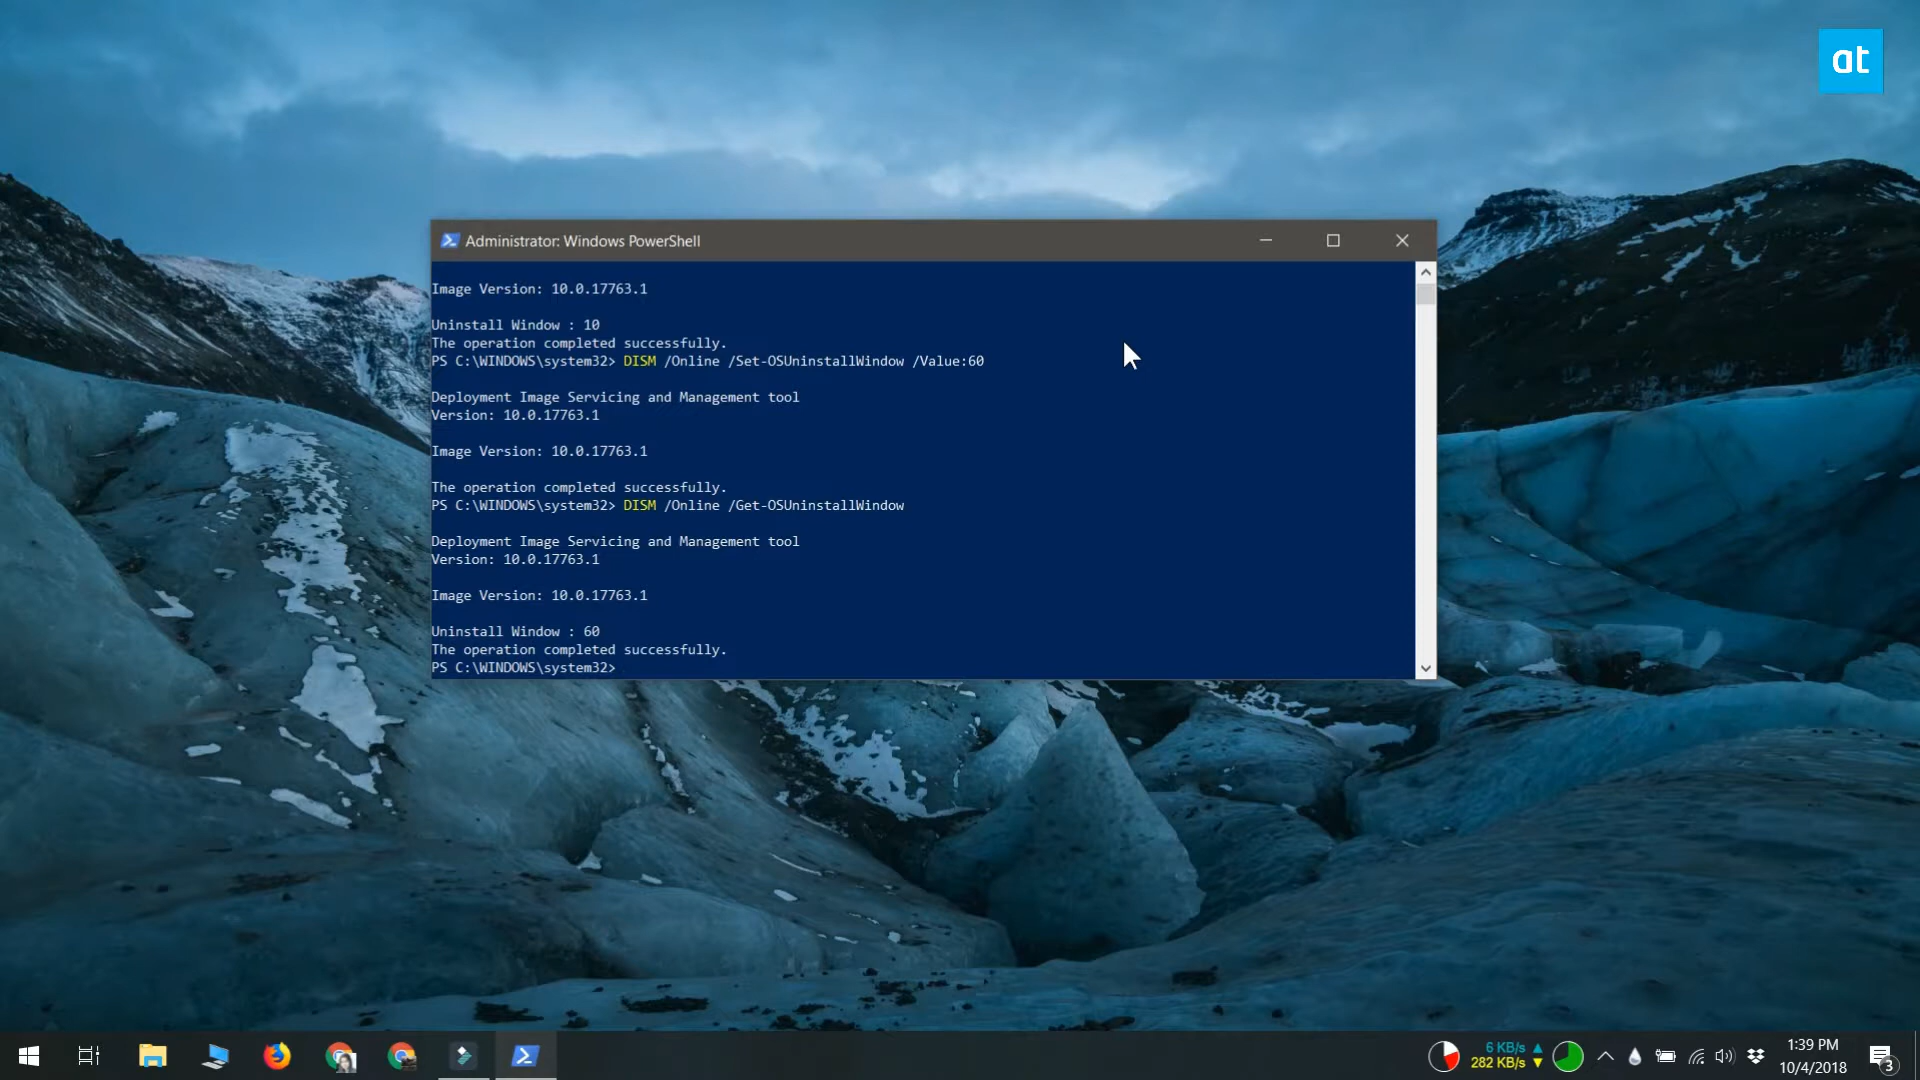 at
Administrator: Windows PowerShell
Image Version: 10.0.17763.1
Uninstall Window : 10
The operation completed successfully.
PS C:\WINDOWS\system32> DISM /Online /Set-OSUninstallWindow /Value:60
Deployment Image Servicing and Management tool
Version: 10.0.17763.1
Image Version: 10.0.17763.1
The operation completed successfully.
PS C:\WINDOWS\system32> DISM /Online /Get-OSUninstallWindow
Deployment Image Servicing and Management tool
Version: 10.0.17763.1
Image Version: 10.0.17763.1
Uninstall Window : 60
The operation completed successfully.
PS C:\WINDOWS\system32>
6 KB/s
282 KB/s
1:39 PM
10/4/2018
3